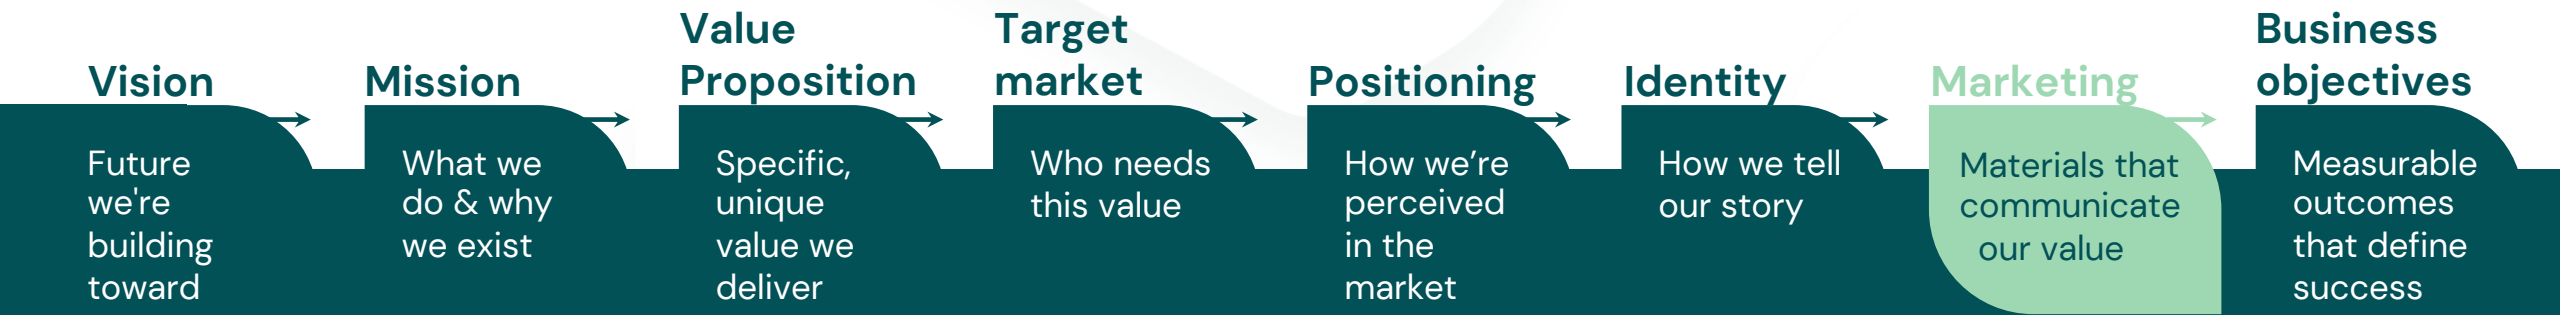 Vision
Future
we're
building
toward
Mission
What we
do & why
we exist
Value
Proposition
Specific,
unique
value we
deliver
Target
market
Who needs
this value
Positioning
How we’re
perceived
in the
market
Identity
How we tell
our story
Marketing
Materials that
communicate
our value
Business
objectives
Measurable
outcomes
that define
success